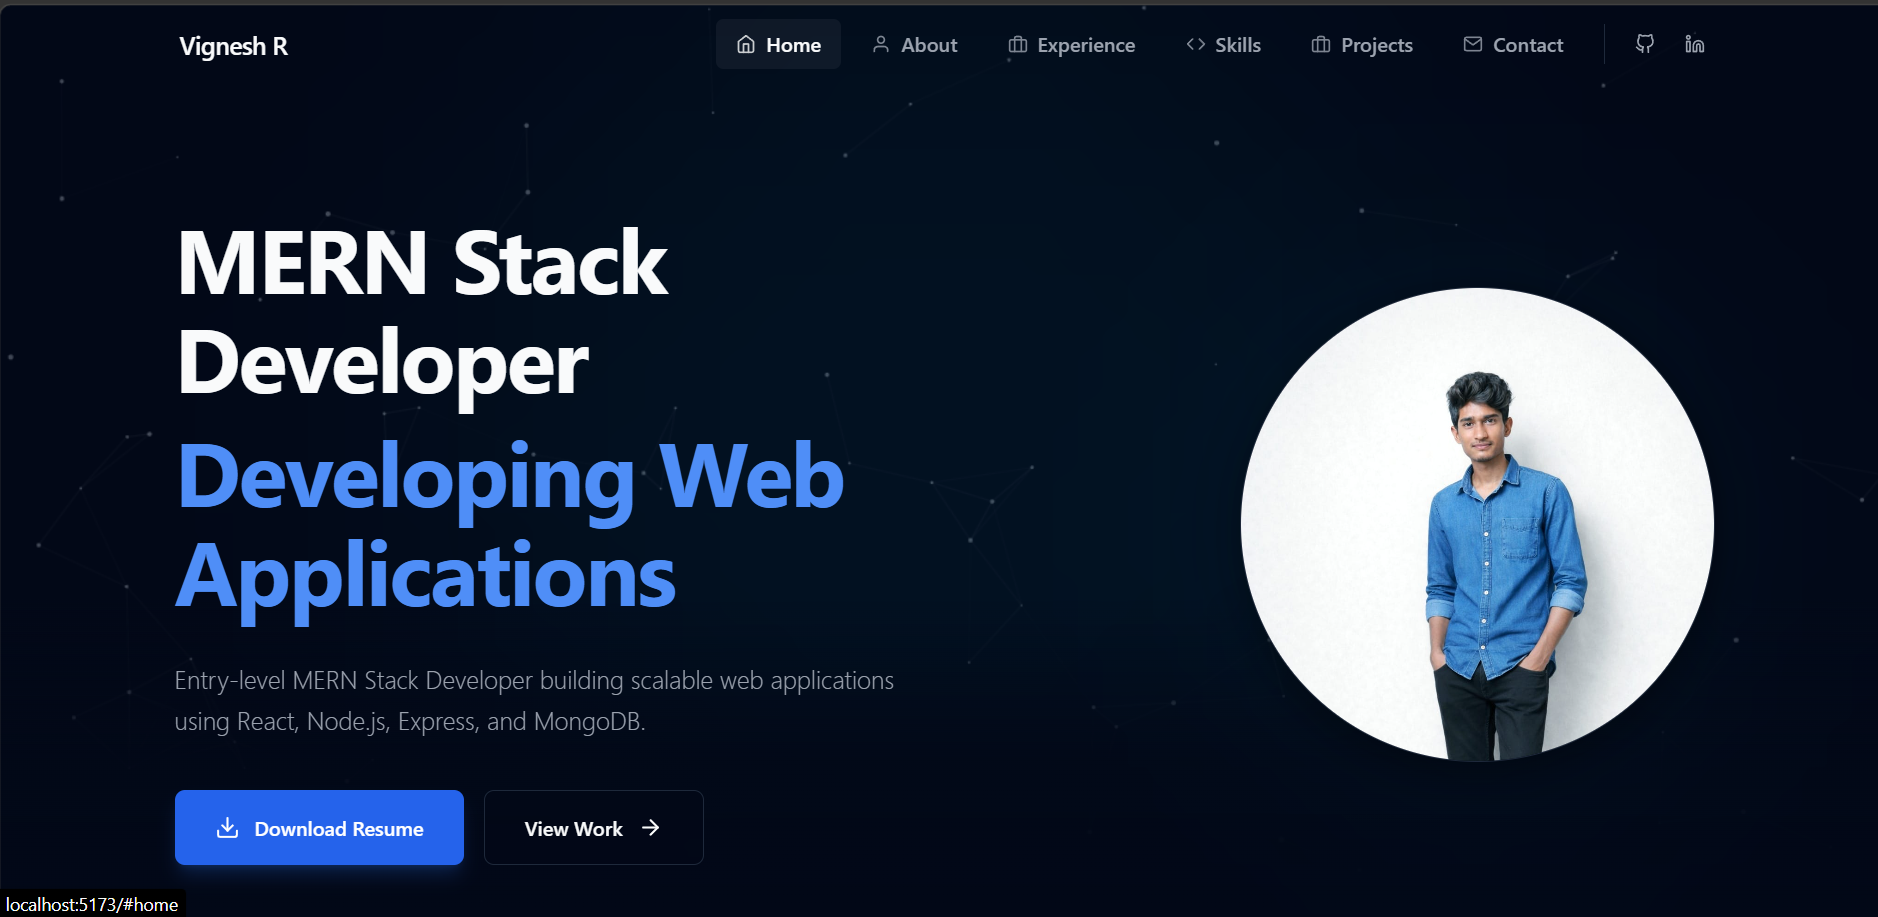 Vignesh R
Home
About
Experience
Skills
Projects
Contact
MERN Stack
Developer
Developing Web
Applications
Entry-level MERN Stack Developer building scalable web applications
using React, Node.js, Express, and MongoDB.
Download Resume
View Work
localhost:5173/#home